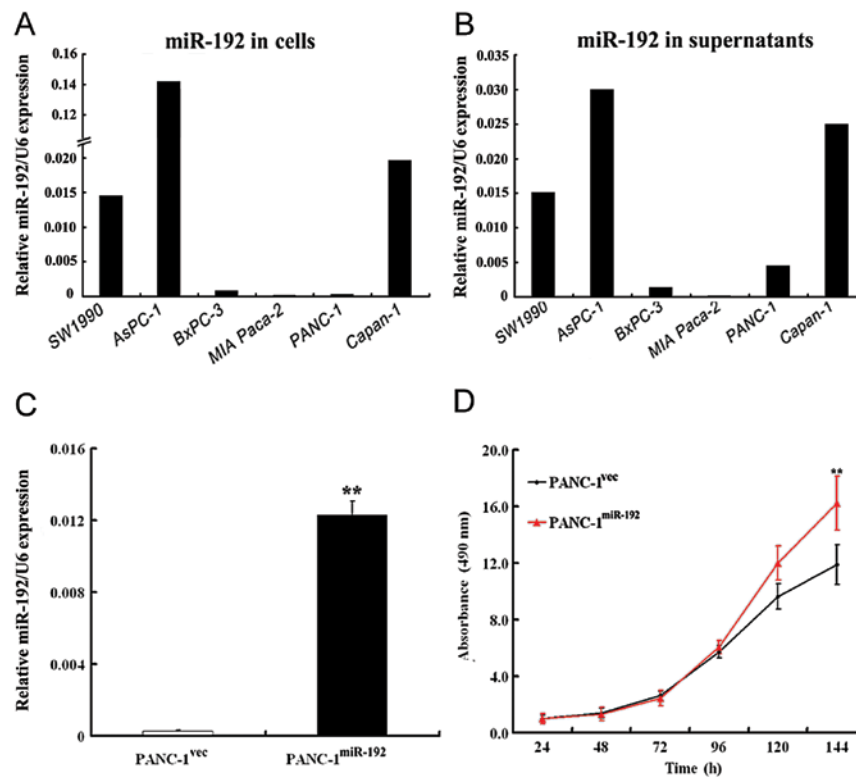 A
miR-192 in cells
Relative miR-192/U6 expression
0.16
0.14
0.12
0.020
0.015
0.010
0.005
0
SW1990
AsPC-1
BxPC-3
MIA Paca-2
PANC-1
Capan-1
B
miR-192 in supernatants
Relative miR-192/U6 expression
0.035
0.030
0.025
0.020
0.015
0.010
0.005
0
SW1990
AsPC-1
BxPC-3
MIA Paca-2
PANC-1
Capan-1
C
Relative miR-192/U6 expression
0.016
0.012
0.008
0.004
0
**
PANC-1vec
PANC-1miR-192
D
Absorbance (490 nm)
20.0
16.0
12.0
8.0
4.0
0.0
PANC-1vec
PANC-1miR-192
**
24 48 72 96 120 144
Time (h)